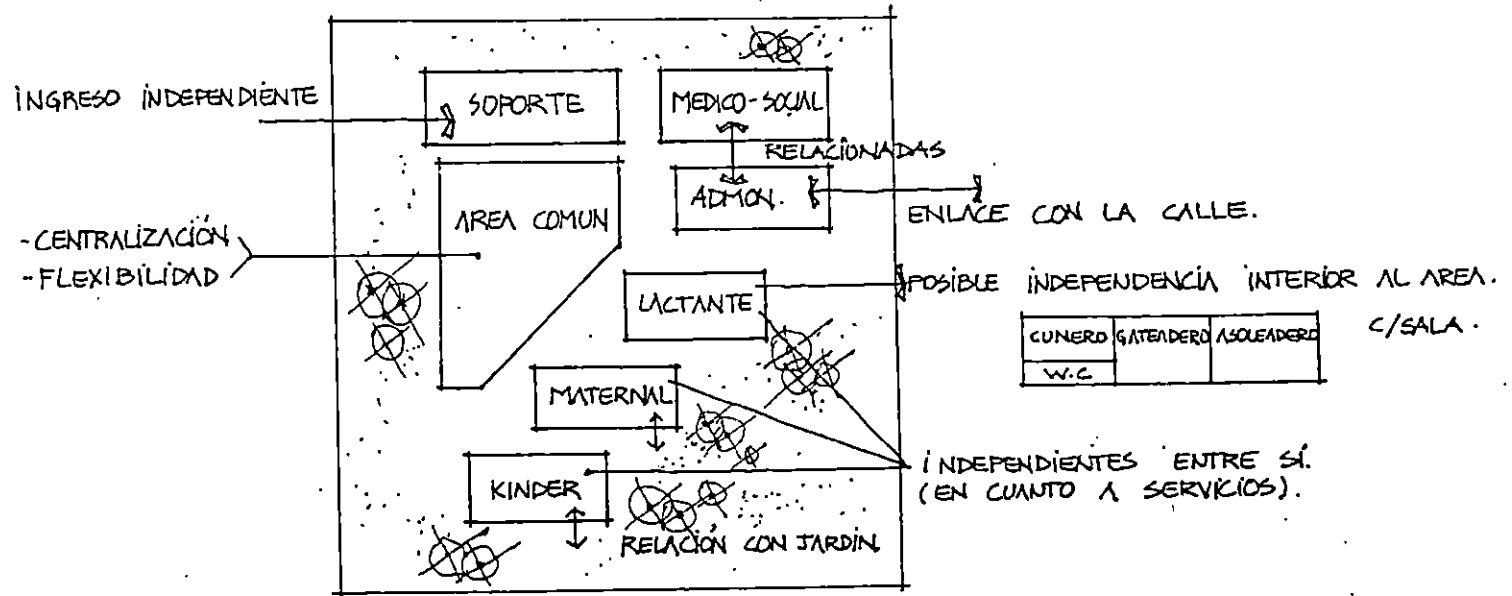 INGRESO INDEPENDIENTE
SOPORTE
MEDICO-SOCIAL
RELACIONADAS
ADMON.
ENLACE CON LA CALLE.
AREA COMUN
-CENTRALIZACIÓN
-FLEXIBILIDAD
LACTANTE
POSIBLE INDEPENDENCIA INTERIOR AL AREA.
C/SALA.
CUNERO GATEADERO ASOLEADERO
W.C
MATERNAL
KINDER
INDEPENDIENTES ENTRE SÍ.
(EN CUANTO A SERVICIOS).
RELACIÓN CON JARDÍN